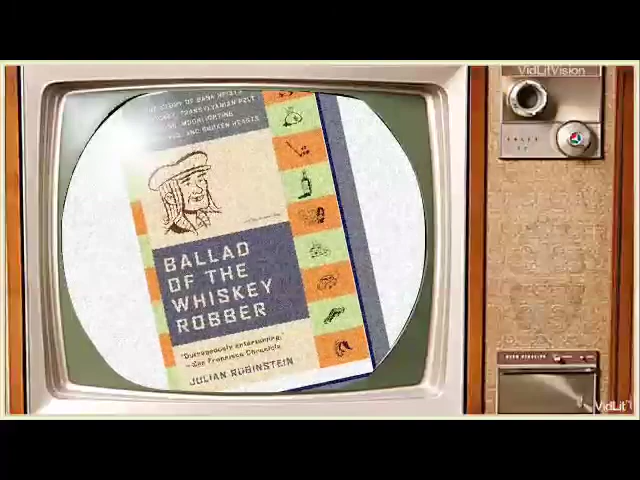 VidLitVision
STORY OF BANK HEISTS
TRANSYLVANIAN PELT
MOONLIGHTING
AND BROKEN HEARTS
BALLAD
OF THE
WHISKEY
ROBBER
"Outrageously entertaining."
—San Francisco Chronicle
JULIAN RUBINSTEIN
VidLit